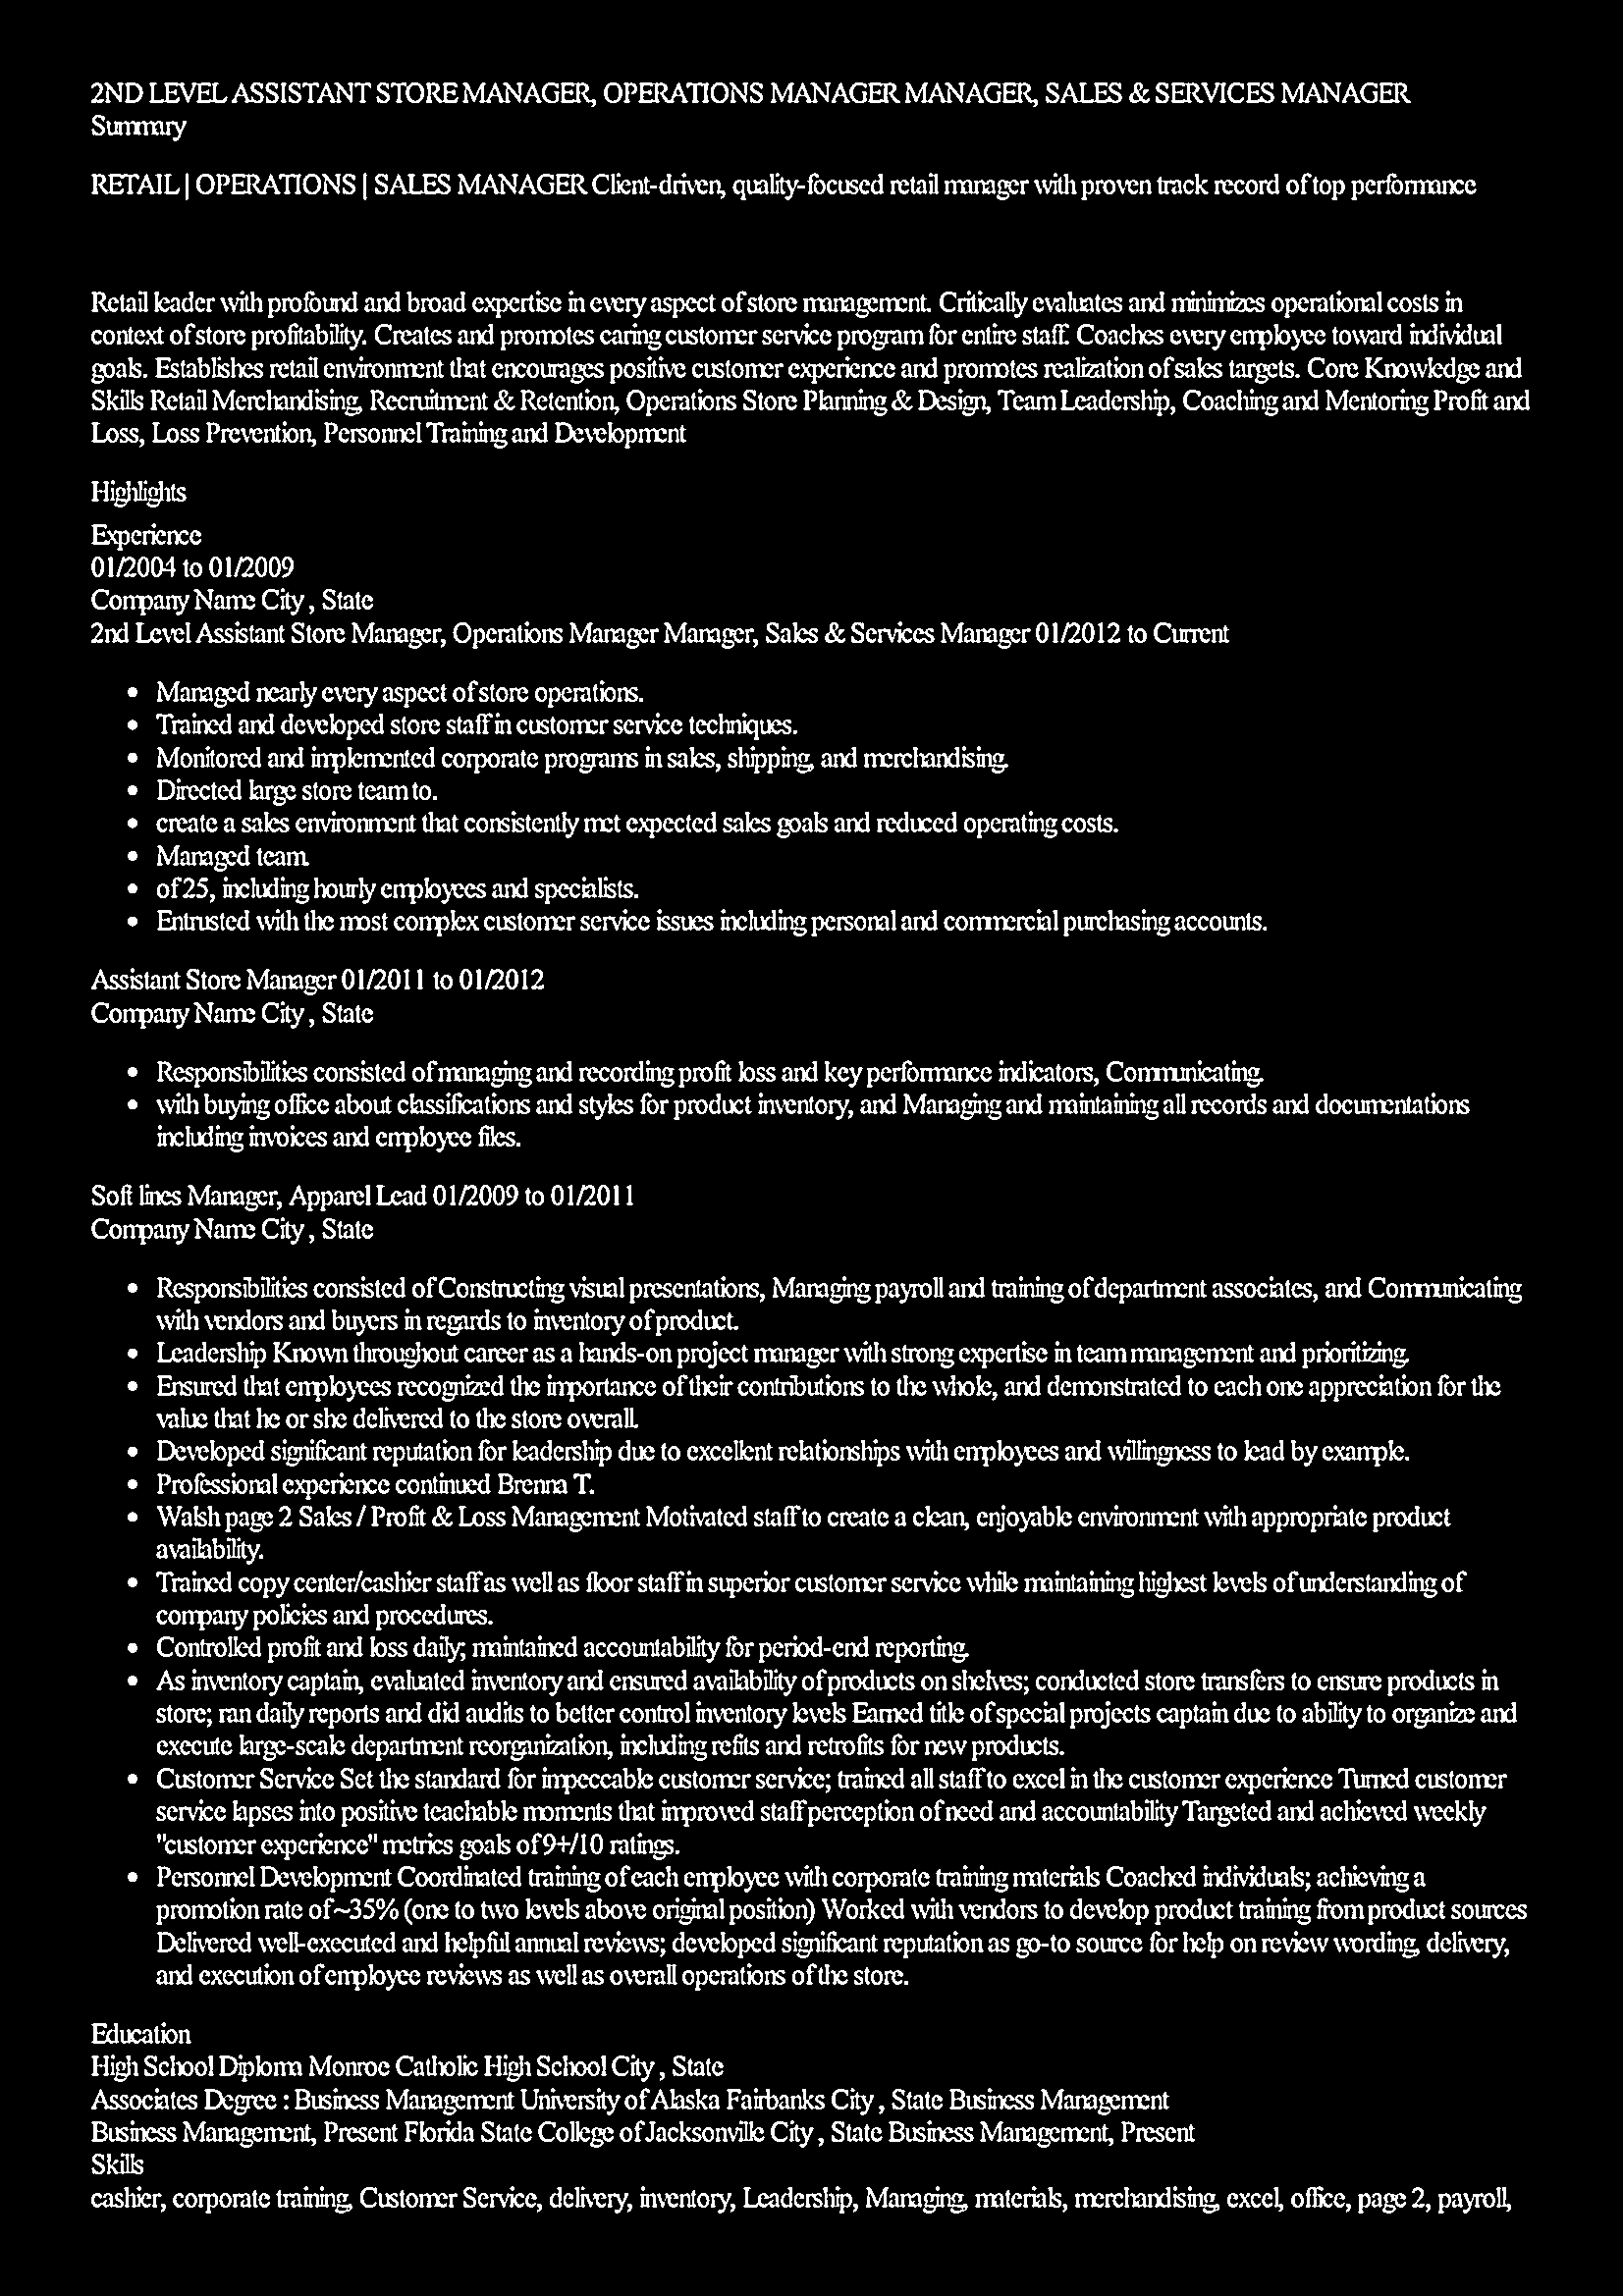 2ND LEVEL ASSISTANT STORE MANAGER, OPERATIONS MANAGER MANAGER, SALES & SERVICES MANAGER
Summary
RETAIL | OPERATIONS | SALES MANAGER Client-driven, quality-focused retail manager with proven track record of top performance
Retail leader with profound and broad expertise in every aspect of store management. Critically evaluates and minimizes operational costs in
context of store profitability. Creates and promotes caring customer service program for entire staff. Coaches every employee toward individual
goals. Establishes retail environment that encourages positive customer experience and promotes realization of sales targets. Core Knowledge and
Skills Retail Merchandising, Recruitment & Retention, Operations Store Planning & Design, Team Leadership, Coaching and Mentoring Profit and
Loss, Loss Prevention, Personnel Training and Development
Highlights
Experience
01/2004 to 01/2009
Company Name City , State
2nd Level Assistant Store Manager, Operations Manager Manager, Sales & Services Manager 01/2012 to Current
• Managed nearly every aspect of store operations.
• Trained and developed store staff in customer service techniques.
• Monitored and implemented corporate programs in sales, shipping, and merchandising.
• Directed large store team to.
• create a sales environment that consistently met expected sales goals and reduced operating costs.
• Managed team.
• of 25, including hourly employees and specialists.
• Entrusted with the most complex customer service issues including personal and commercial purchasing accounts.
Assistant Store Manager 01/2011 to 01/2012
Company Name City , State
• Responsibilities consisted of managing and recording profit loss and key performance indicators, Communicating.
• with buying office about classifications and styles for product inventory, and Managing and maintaining all records and documentations
including invoices and employee files.
Soft lines Manager, Apparel Lead 01/2009 to 01/2011
Company Name City , State
• Responsibilities consisted of Constructing visual presentations, Managing payroll and training of department associates, and Communicating
with vendors and buyers in regards to inventory of product.
• Leadership Known throughout career as a hands-on project manager with strong expertise in team management and prioritizing.
• Ensured that employees recognized the importance of their contributions to the whole, and demonstrated to each one appreciation for the
value that he or she delivered to the store overall.
• Developed significant reputation for leadership due to excellent relationships with employees and willingness to lead by example.
• Professional experience continued Brenna T.
• Walsh page 2 Sales / Profit & Loss Management Motivated staff to create a clean, enjoyable environment with appropriate product
availability.
• Trained copy center/cashier staff as well as floor staff in superior customer service while maintaining highest levels of understanding of
company policies and procedures.
• Controlled profit and loss daily; maintained accountability for period-end reporting.
• As inventory captain, evaluated inventory and ensured availability of products on shelves; conducted store transfers to ensure products in
store; ran daily reports and did audits to better control inventory levels Earned title of special projects captain due to ability to organize and
execute large-scale department reorganization, including refits and retrofits for new products.
• Customer Service Set the standard for impeccable customer service; trained all staff to excel in the customer experience Turned customer
service lapses into positive teachable moments that improved staff perception of need and accountability Targeted and achieved weekly
"customer experience" metrics goals of 9+/10 ratings.
• Personnel Development Coordinated training of each employee with corporate training materials Coached individuals; achieving a
promotion rate of ~35% (one to two levels above original position) Worked with vendors to develop product training from product sources
Delivered well-executed and helpful annual reviews; developed significant reputation as go-to source for help on review wording, delivery,
and execution of employee reviews as well as overall operations of the store.
Education
High School Diploma Monroe Catholic High School City , State
Associates Degree : Business Management University of Alaska Fairbanks City , State Business Management
Business Management, Present Florida State College of Jacksonville City , State Business Management, Present
Skills
cashier, corporate training, Customer Service, delivery, inventory, Leadership, Managing, materials, merchandising, excel, office, page 2, payroll,